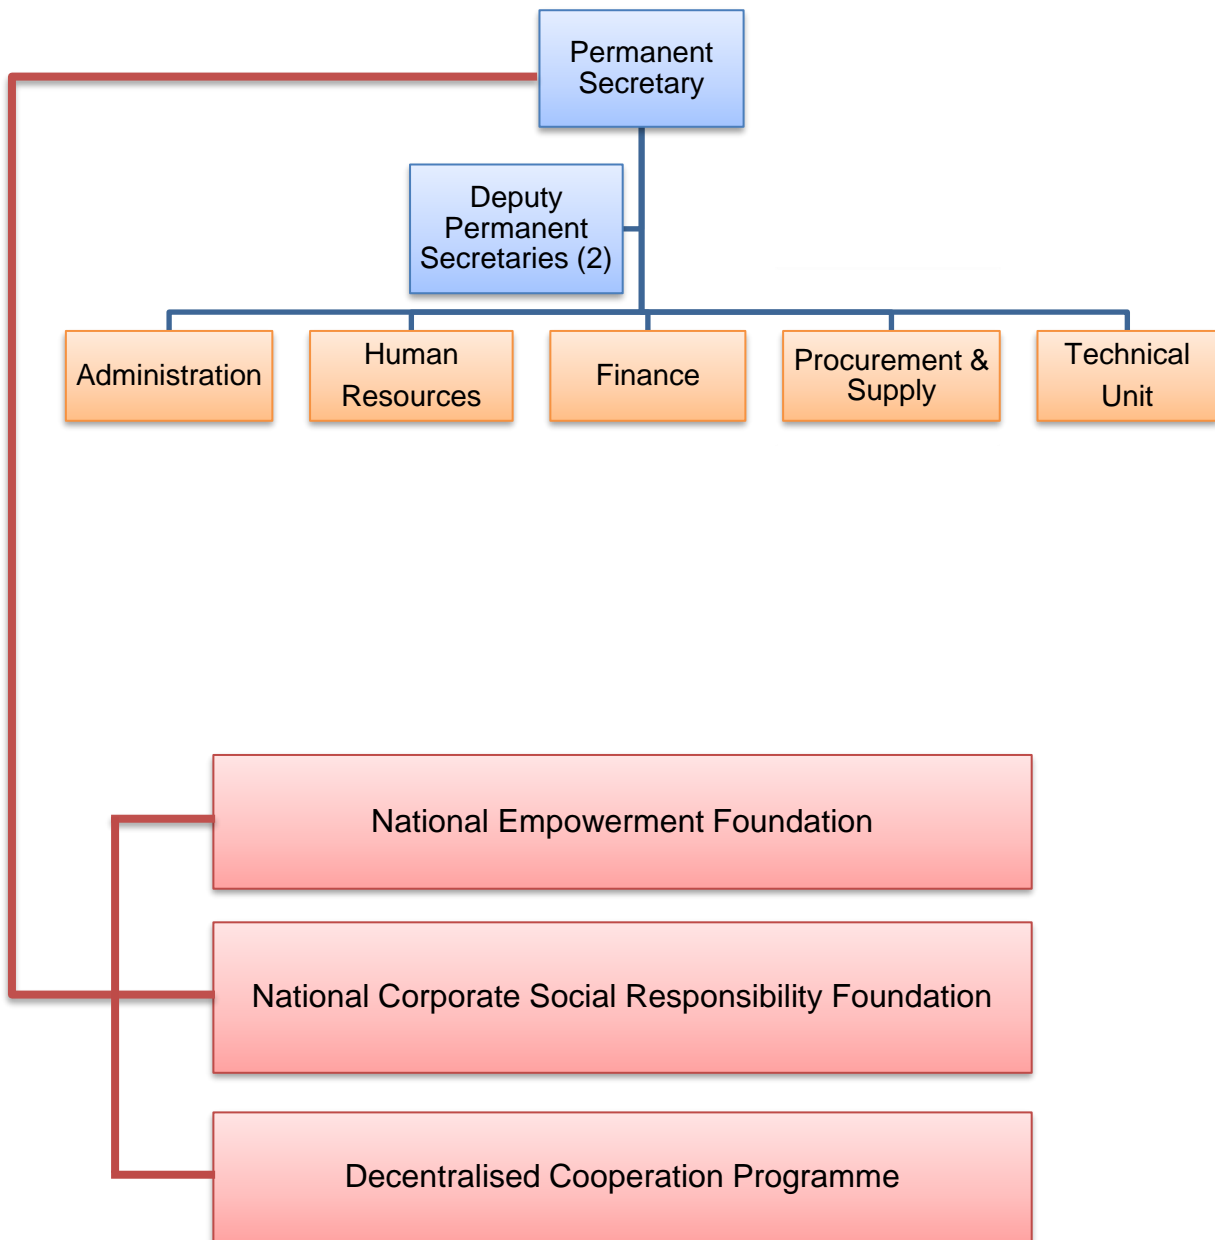 Permanent
Secretary
Deputy
Permanent
Secretaries (2)
Administration
Human
Resources
Finance
Procurement &
Supply
Technical
Unit
National Empowerment Foundation
National Corporate Social Responsibility Foundation
Decentralised Cooperation Programme